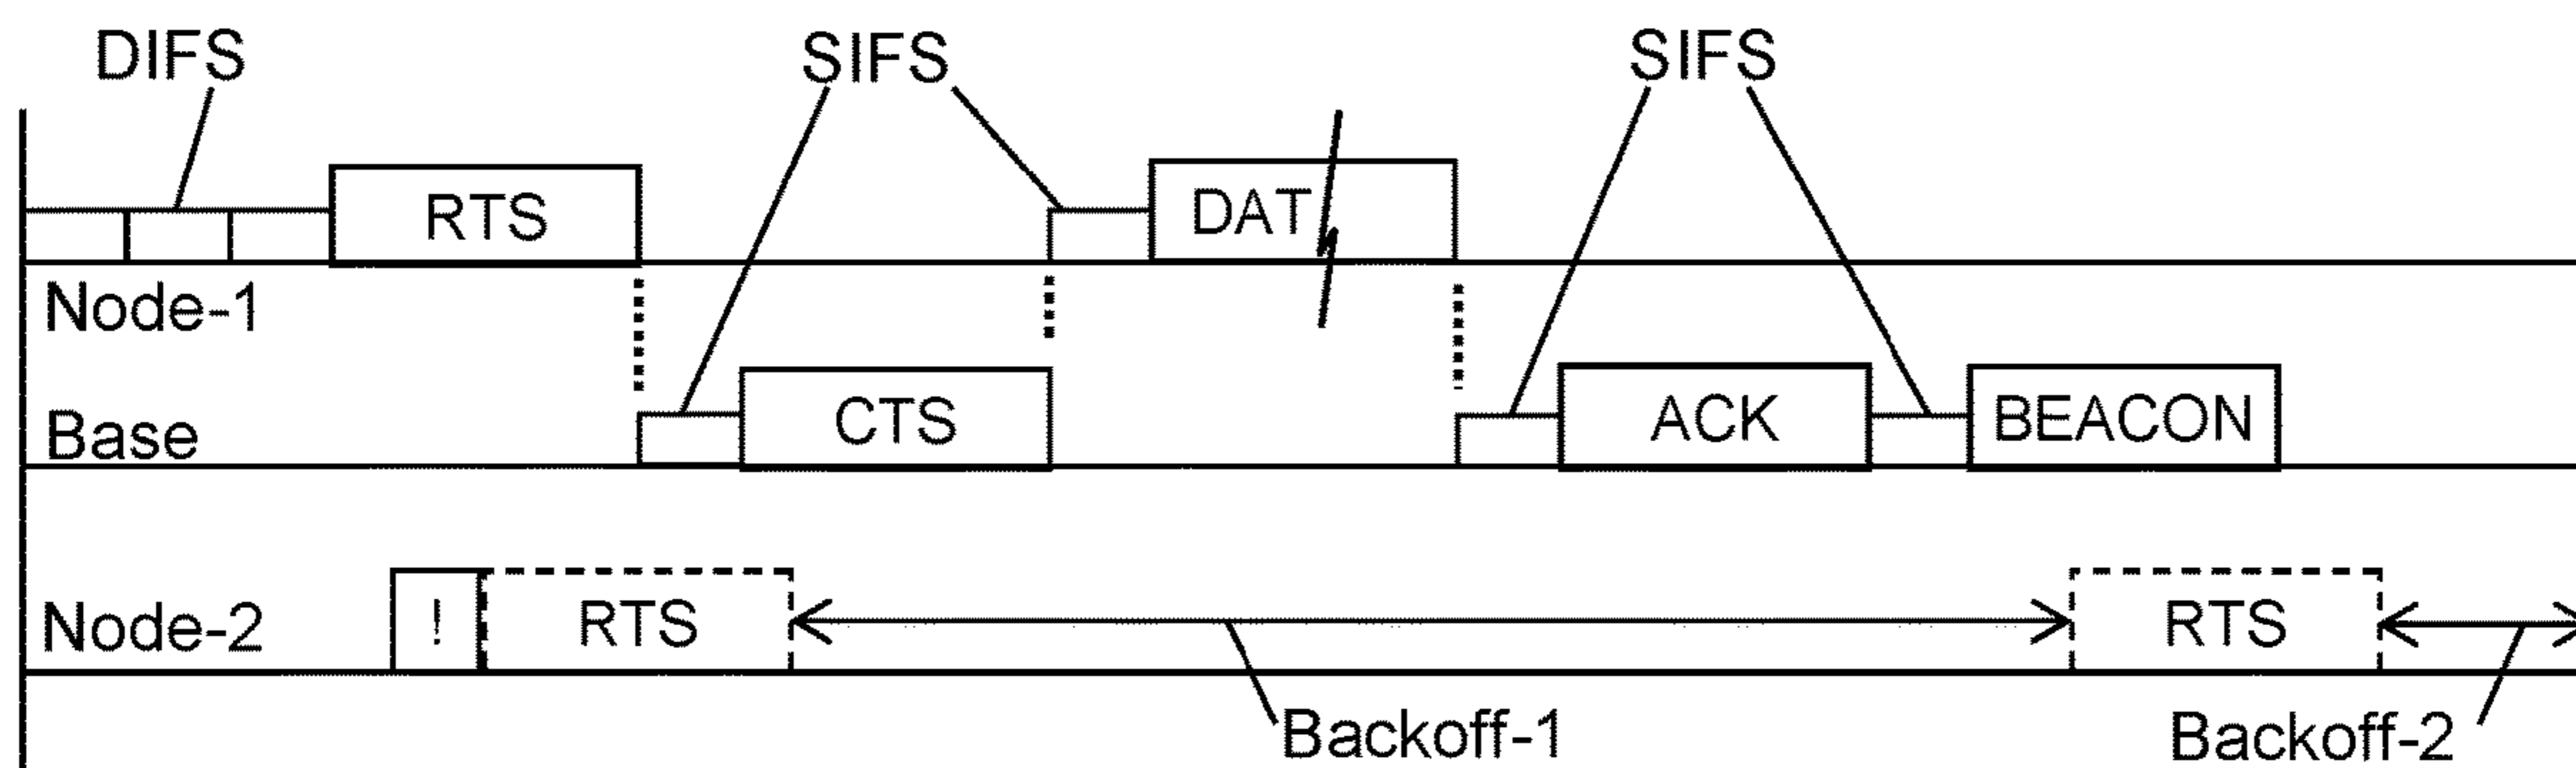 DIFS SIFS SIFS
RTS DAT
Node-1
Base CTS ACK BEACON
Node-2 ! RTS RTS
Backoff-1 Backoff-2